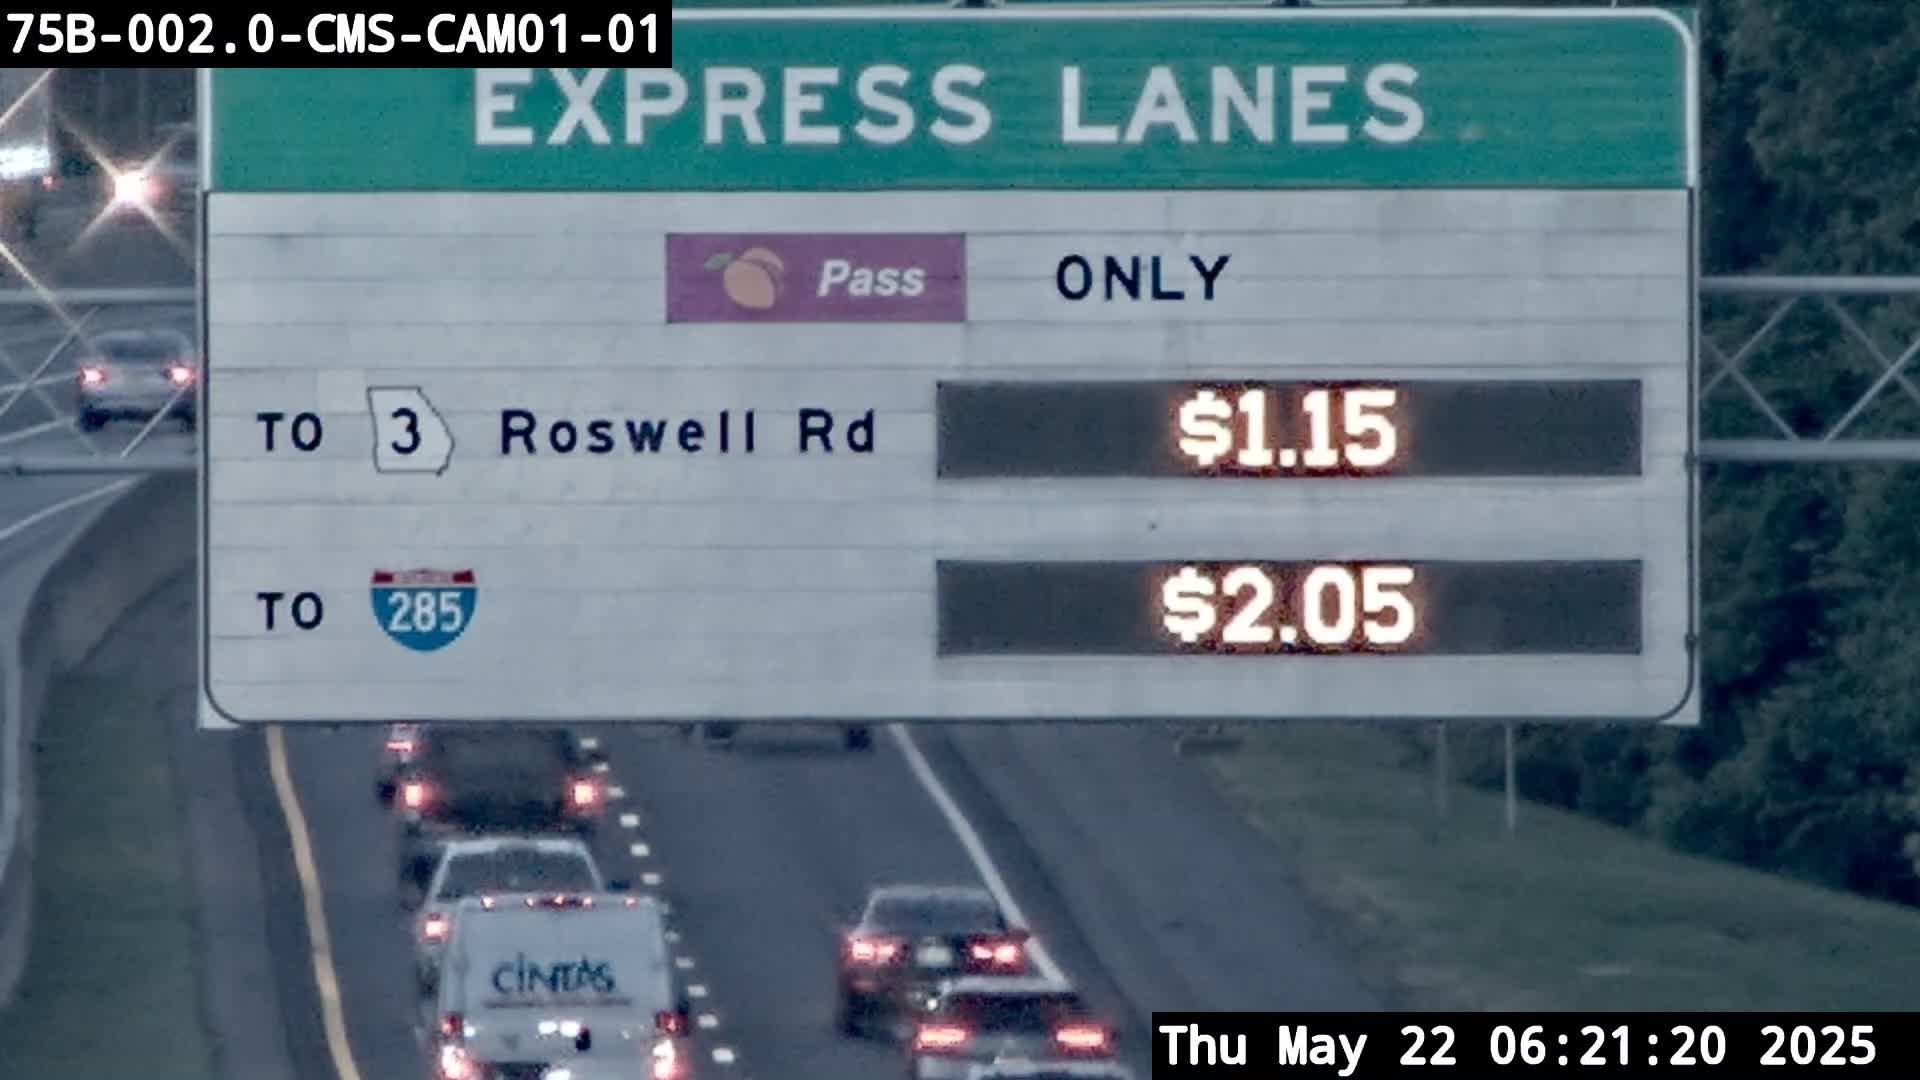 75B-002.0-CMS-CAM01-01
EXPRESS LANES
Pass ONLY
TO 3 Roswell Rd $1.15
TO 285 $2.05
CINTAS
Thu May 22 06:21:20 2025